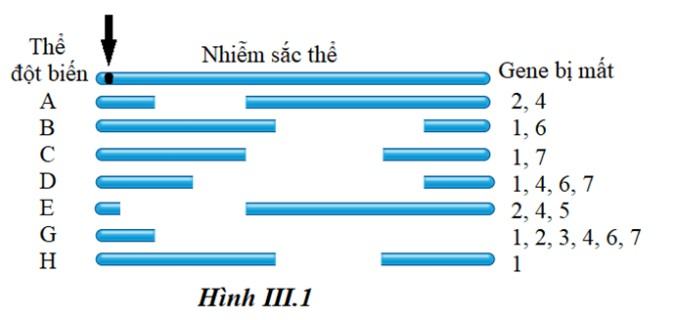 Thể đột biến Nhiễm sắc thể Gene bị mất
A 2, 4
B 1, 6
C 1, 7
D 1, 4, 6, 7
E 2, 4, 5
G 1, 2, 3, 4, 6, 7
H 1
Hình III.1